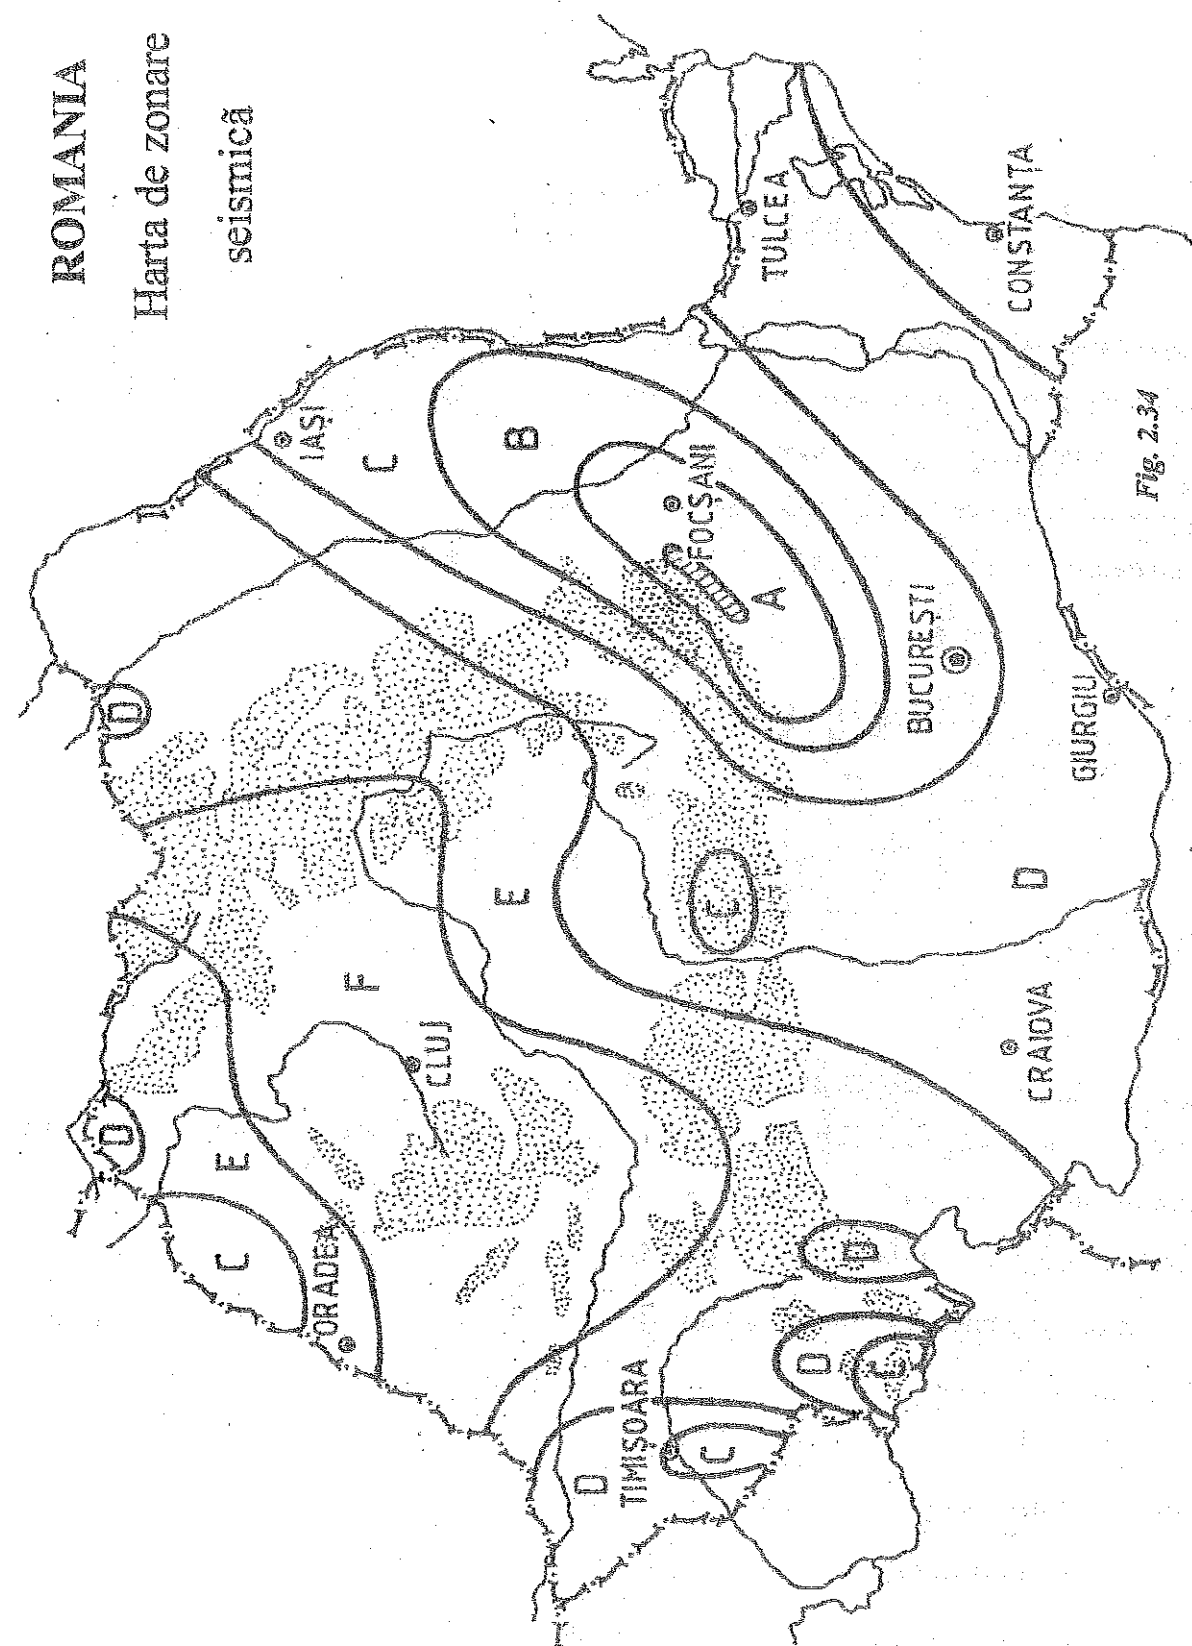 ROMANIA
Harta de zonare
seismică
D
D
C
E
IAȘI
ORADEA
F
C
CLUJ
E
B
D
TIMIȘOARA
FOCȘANI
C
C
A
TULCEA
D
D
C
BUCUREȘTI
CONSTANȚA
D
CRAIOVA
GIURGIU
Fig. 2.34